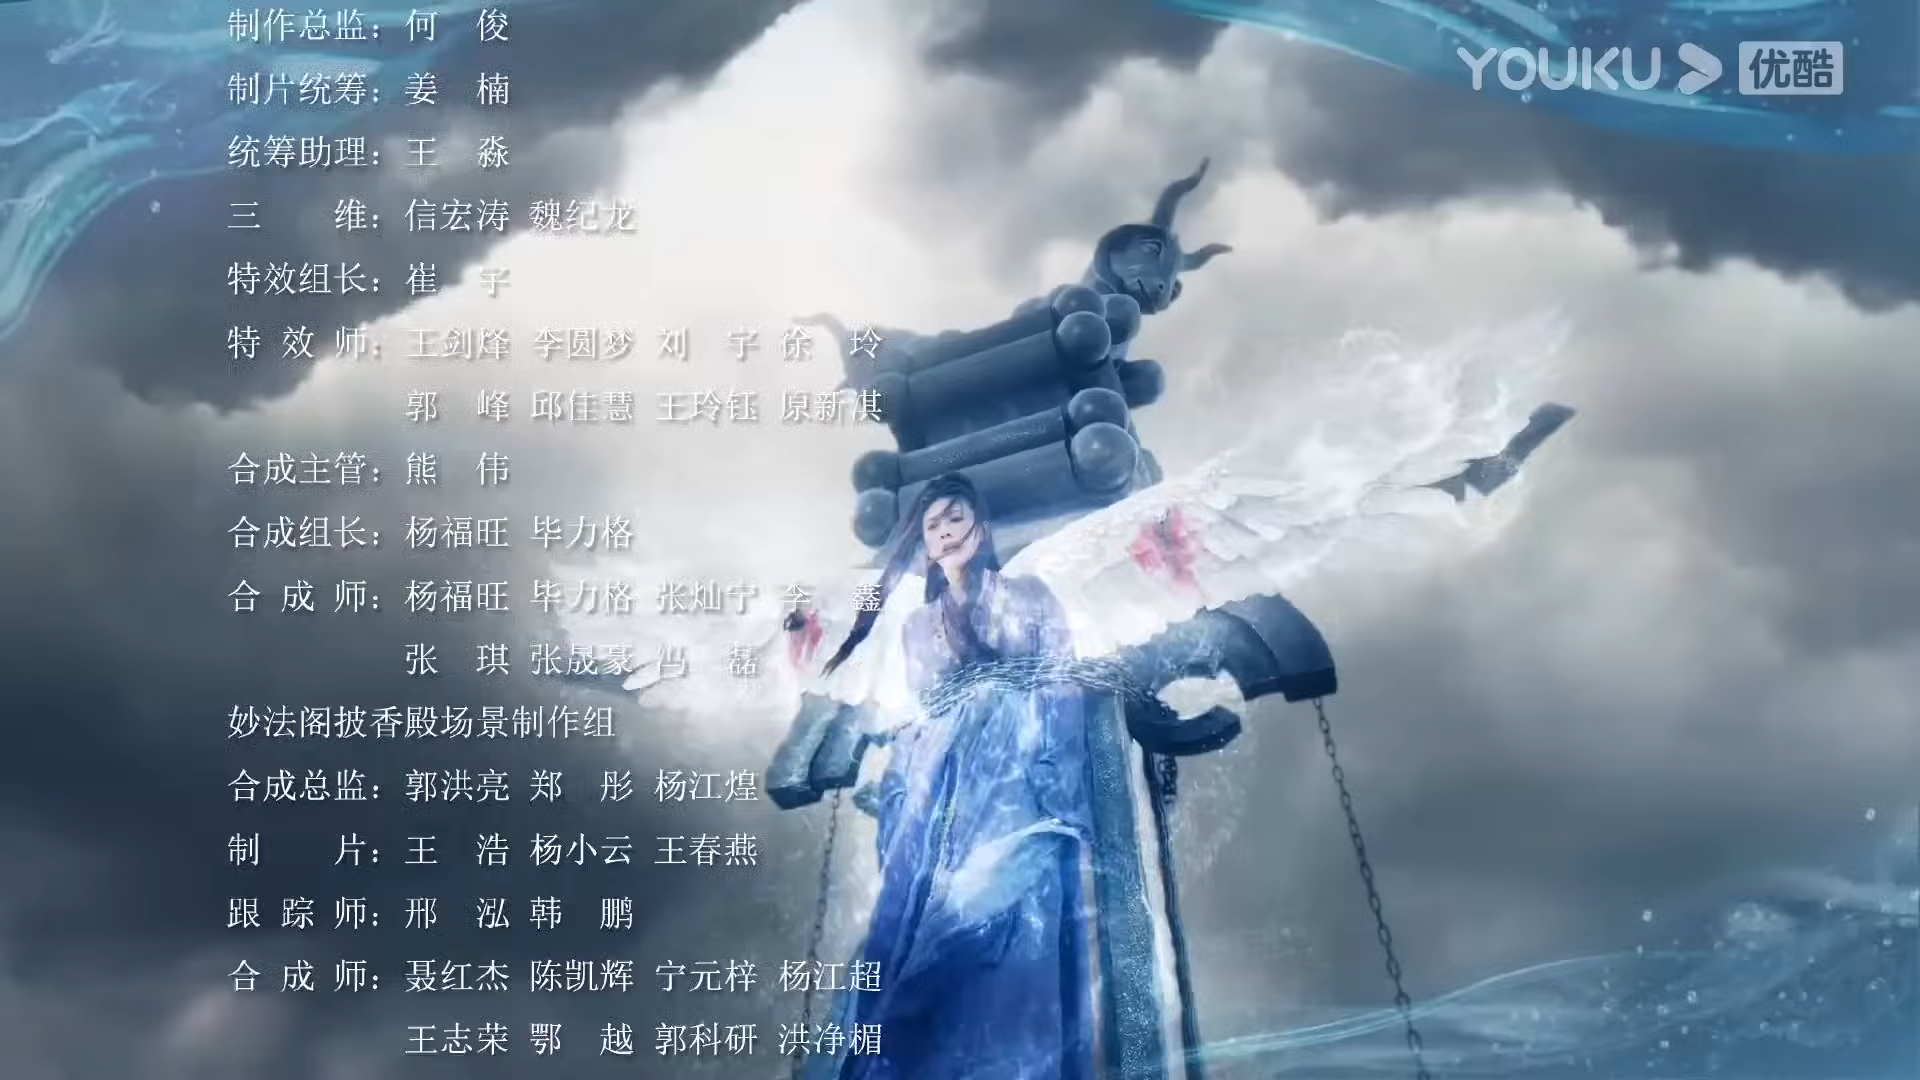 YOUKU 优酷
制作总监：何 俊
制片统筹：姜 楠
统筹助理：王 淼
三 维：信宏涛 魏纪龙
特效组长：崔 宇
特 效 师：王剑烽 李圆梦 刘 宇 徐 玲
郭 峰 邱佳慧 王玲钰 原新淇
合成主管：熊 伟
合成组长：杨福旺 毕力格
合 成 师：杨福旺 毕力格 张灿宁 李 鑫
张 琪 张晟豪 冯 磊
妙法阁披香殿场景制作组
合成总监：郭洪亮 郑 彤 杨江煌
制 片：王 浩 杨小云 王春燕
跟 踪 师：邢 泓 韩 鹏
合 成 师：聂红杰 陈凯辉 宁元梓 杨江超
王志荣 鄂 越 郭科研 洪净楣